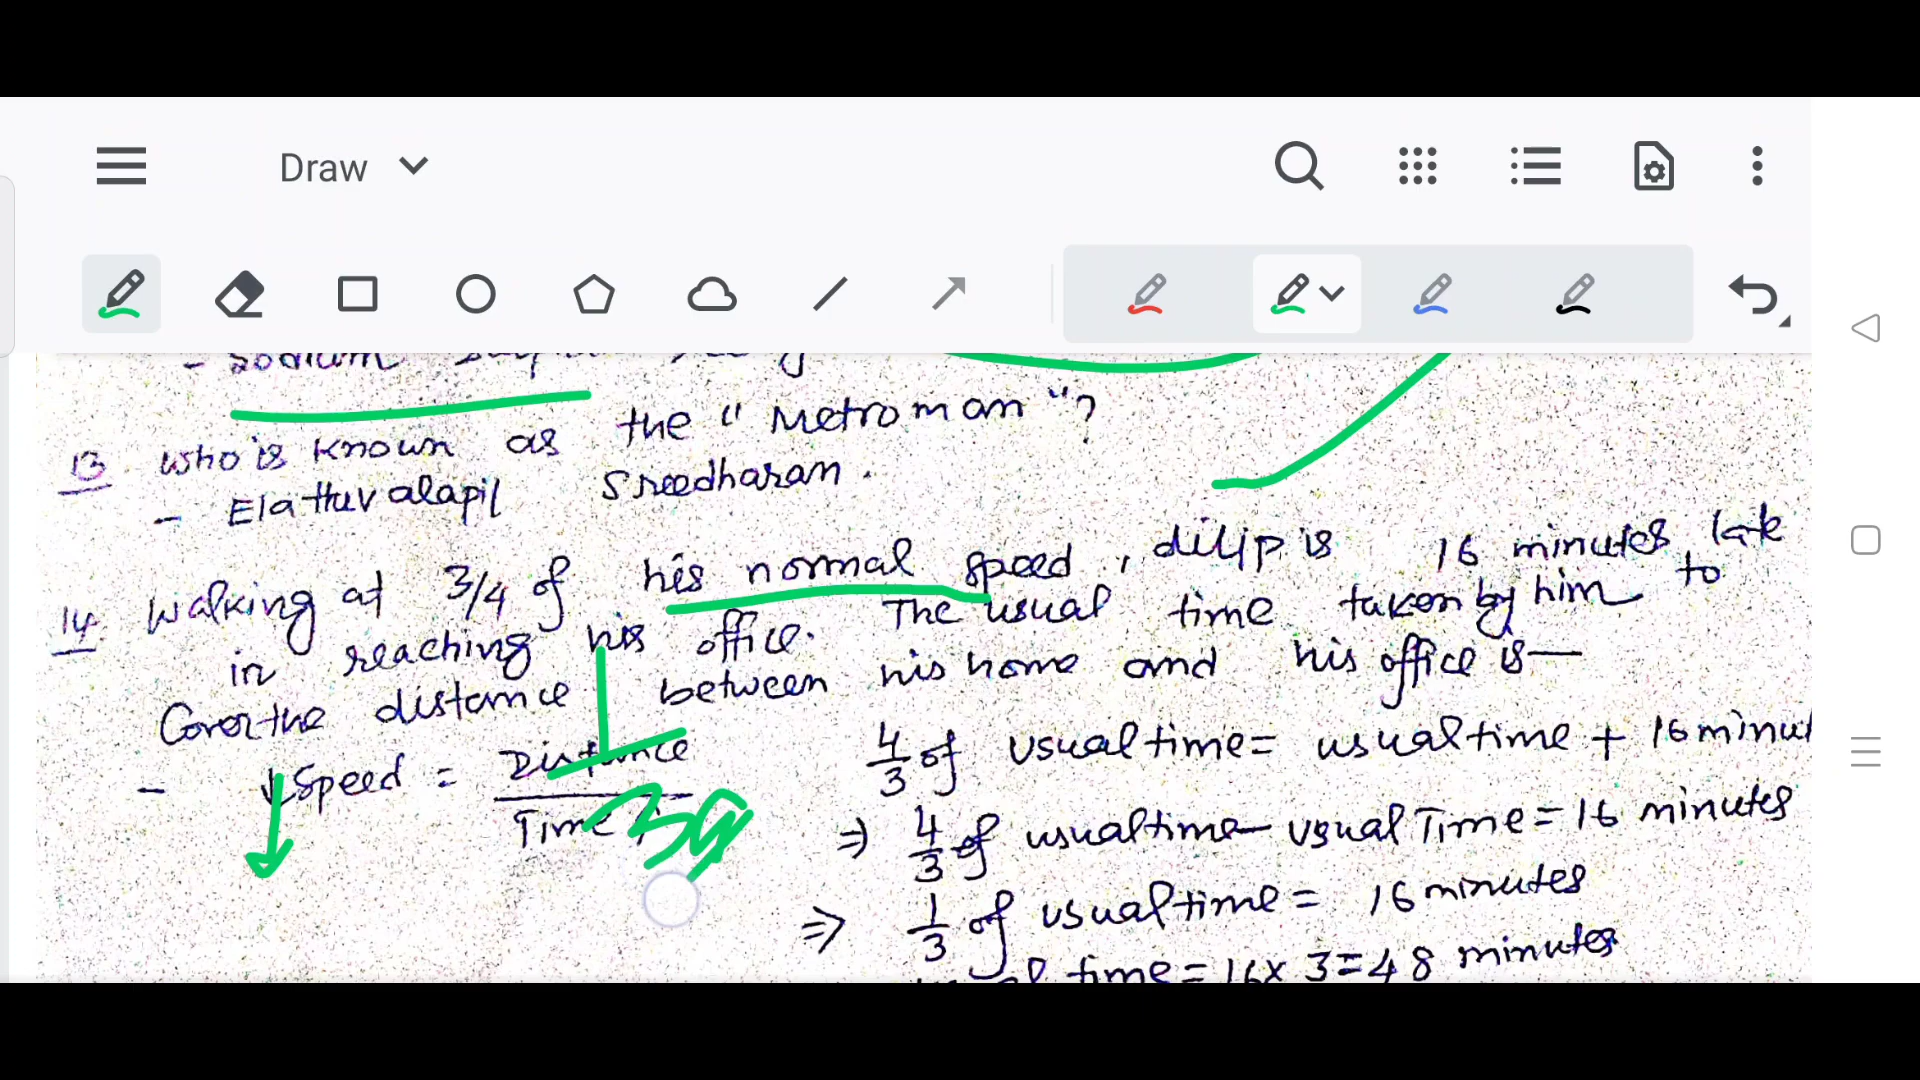 Draw
- Sodium
13 who is known as the "Metro man"?
- Elathuvalapil Sreedharan.
14 Walking at 3/4 of his normal speed, dilip is 16 minutes late
in reaching his office. The usual time taken by him to
Cover the distance between his home and his office is —
- ↓ Speed = Distance / Time ↑
4/3 of usual time = usual time + 16 minut
⇒ 4/3 of usual time - usual Time = 16 minutes
⇒ 1/3 of usual time = 16 minutes
time = 16 x 3 = 48 minutes